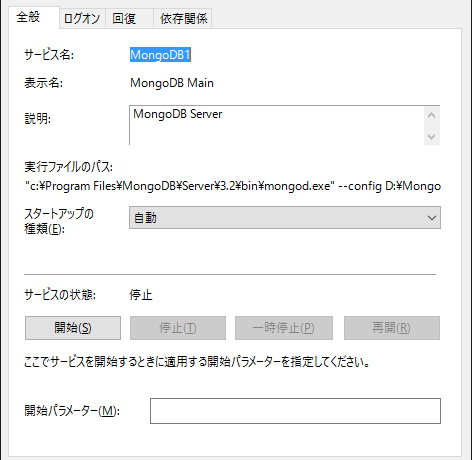 全般 ログオン 回復 依存関係
サービス名: MongoDB1
表示名: MongoDB Main
説明: MongoDB Server
実行ファイルのパス:
"c:¥Program Files¥MongoDB¥Server¥3.2¥bin¥mongod.exe" --config D:¥Mongo
スタートアップの
種類(E): 自動
サービスの状態: 停止
開始(S) 停止(T) 一時停止(P) 再開(R)
ここでサービスを開始するときに適用する開始パラメーターを指定してください。
開始パラメーター(M):